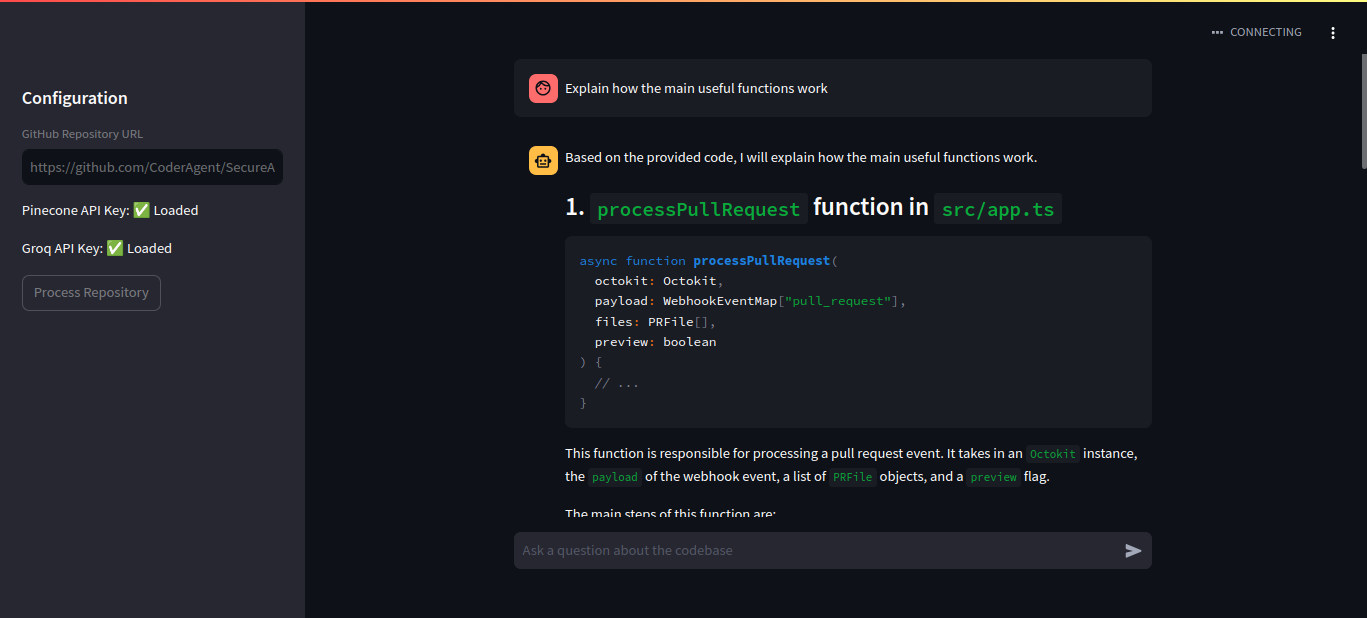 CONNECTING
Configuration
GitHub Repository URL
https://github.com/CoderAgent/SecureA
Pinecone API Key: ✅ Loaded
Groq API Key: ✅ Loaded
Process Repository
Explain how the main useful functions work
Based on the provided code, I will explain how the main useful functions work.
1. processPullRequest function in src/app.ts
async function processPullRequest(
  octokit: Octokit,
  payload: WebhookEventMap["pull_request"],
  files: PRFile[],
  preview: boolean
) {
  // ...
}
This function is responsible for processing a pull request event. It takes in an Octokit instance,
the payload of the webhook event, a list of PRFile objects, and a preview flag.
The main steps of this function are:
Ask a question about the codebase